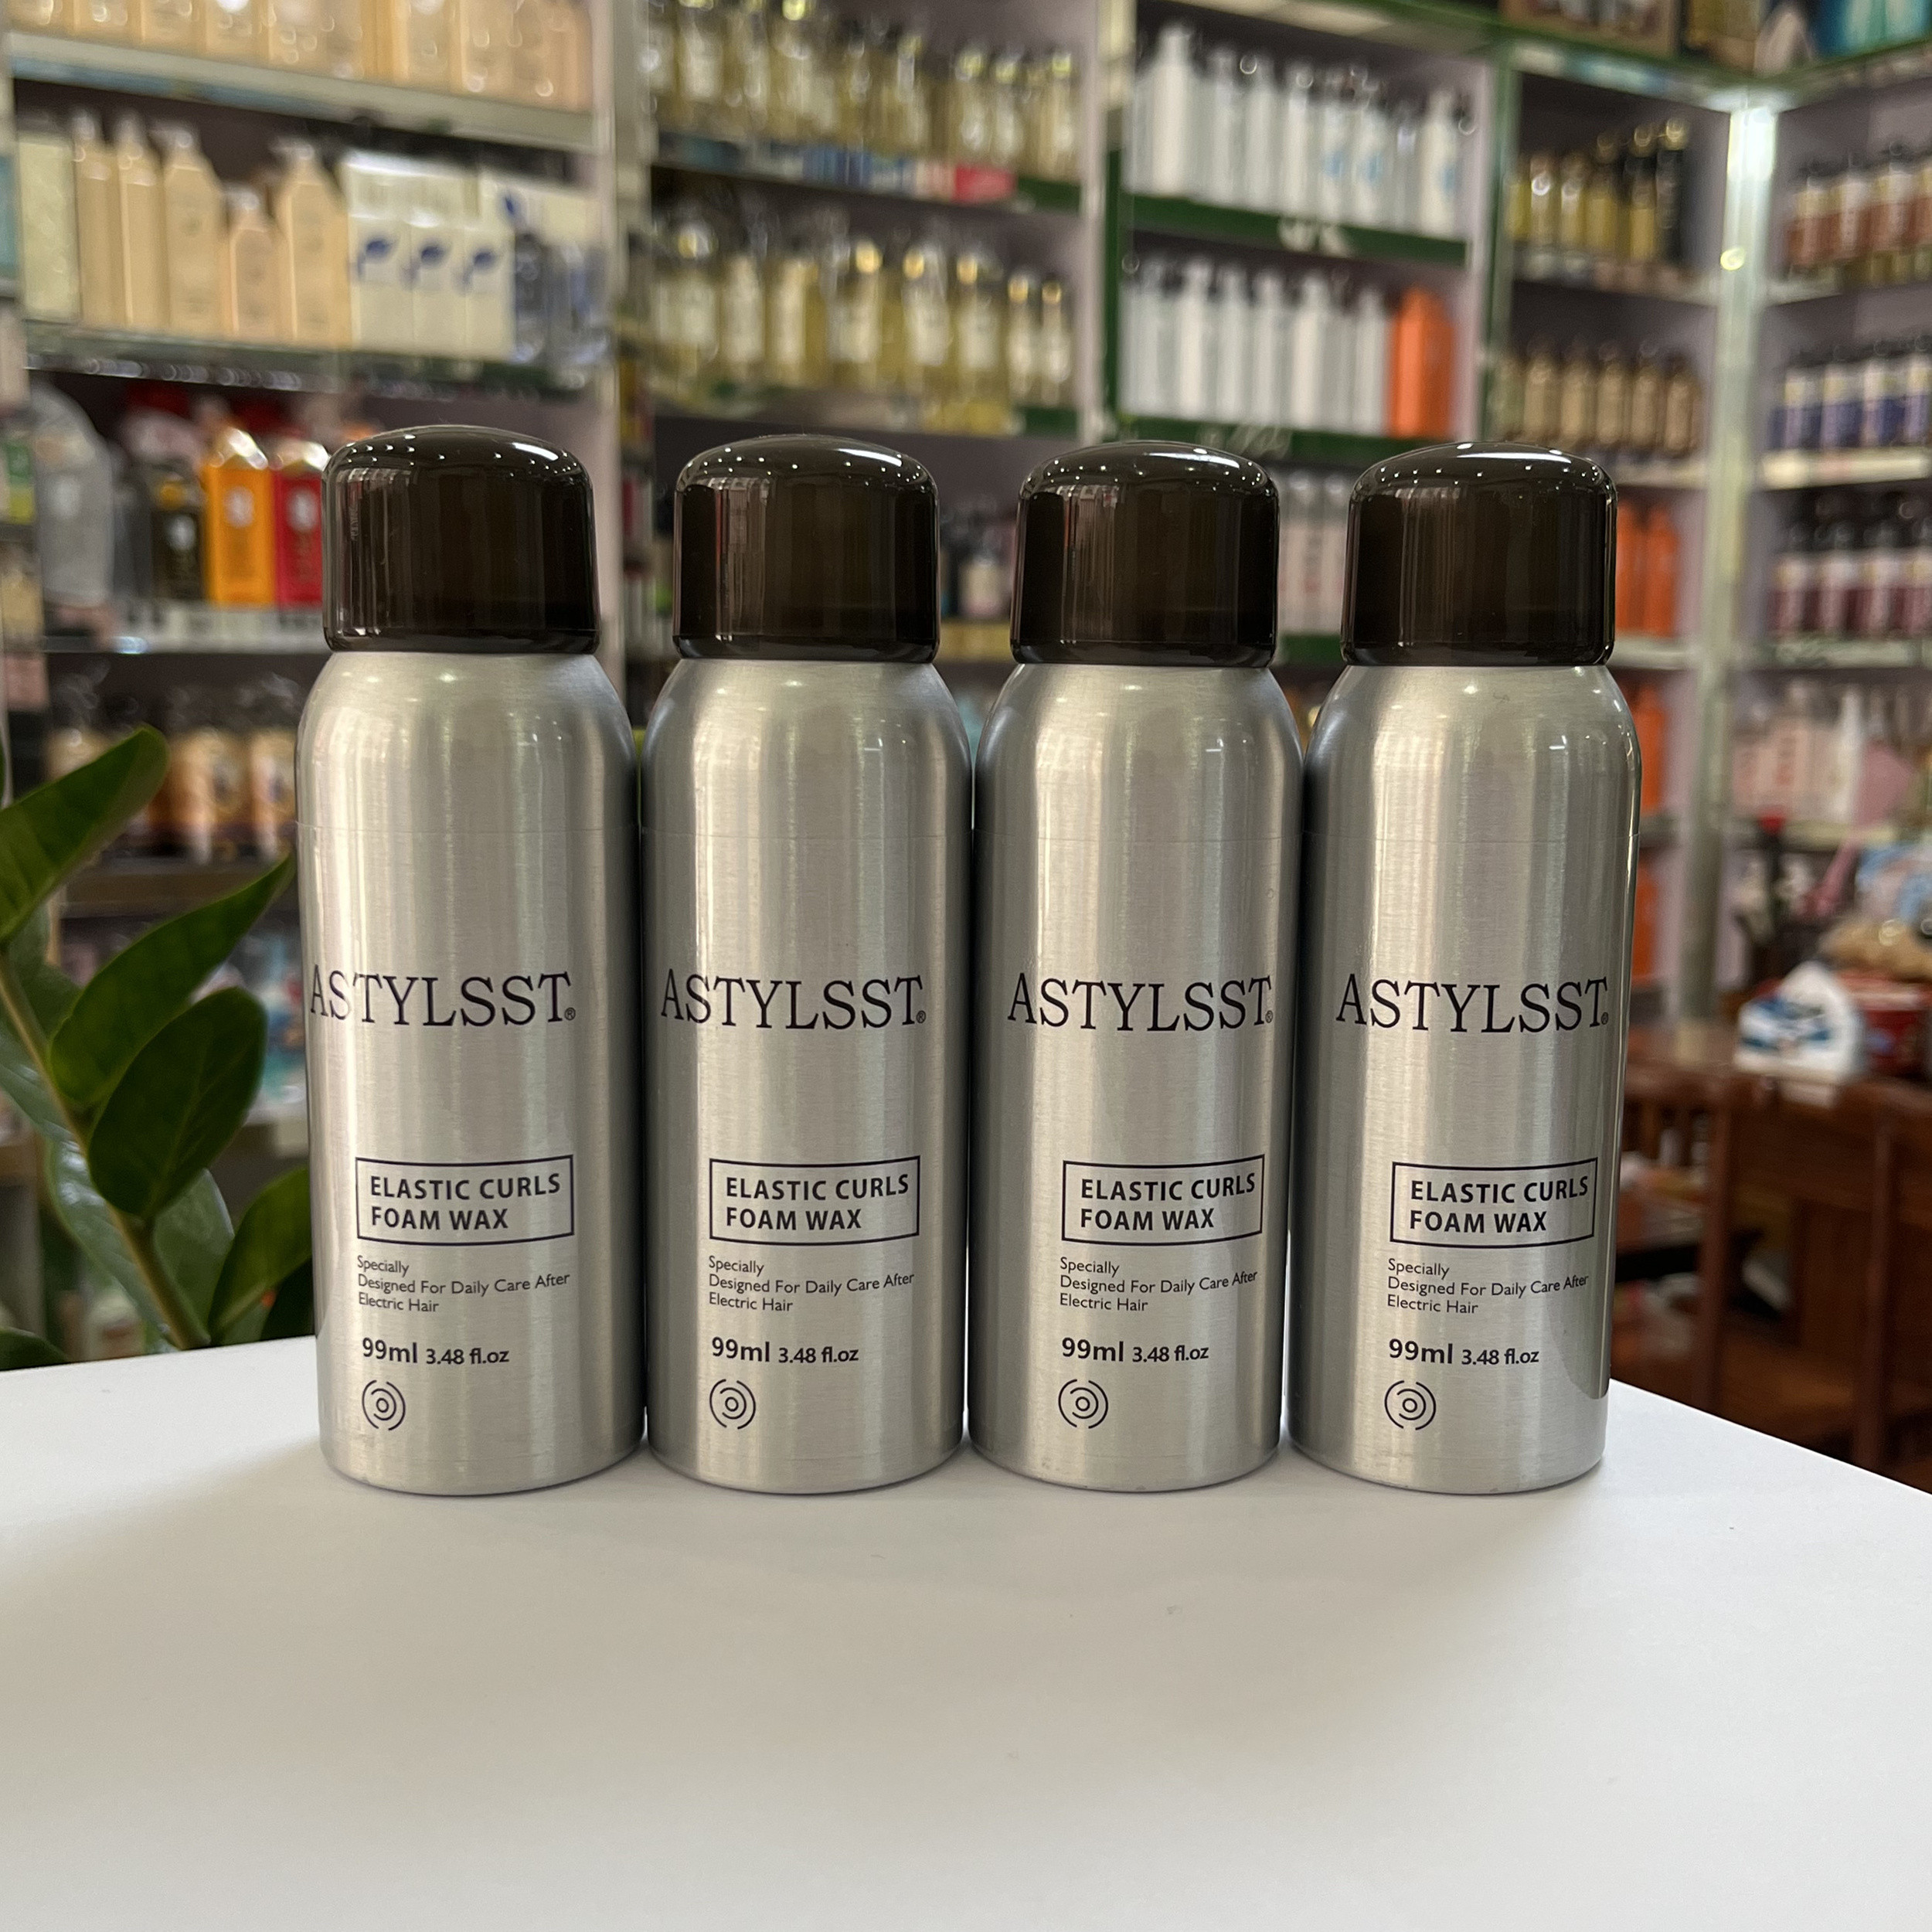 ASTYLSST®
ELASTIC CURLS
FOAM WAX
Specially
Designed For Daily Care After
Electric Hair
99ml 3.48 fl.oz
ASTYLSST®
ELASTIC CURLS
FOAM WAX
Specially
Designed For Daily Care After
Electric Hair
99ml 3.48 fl.oz
ASTYLSST®
ELASTIC CURLS
FOAM WAX
Specially
Designed For Daily Care After
Electric Hair
99ml 3.48 fl.oz
ASTYLSST®
ELASTIC CURLS
FOAM WAX
Specially
Designed For Daily Care After
Electric Hair
99ml 3.48 fl.oz